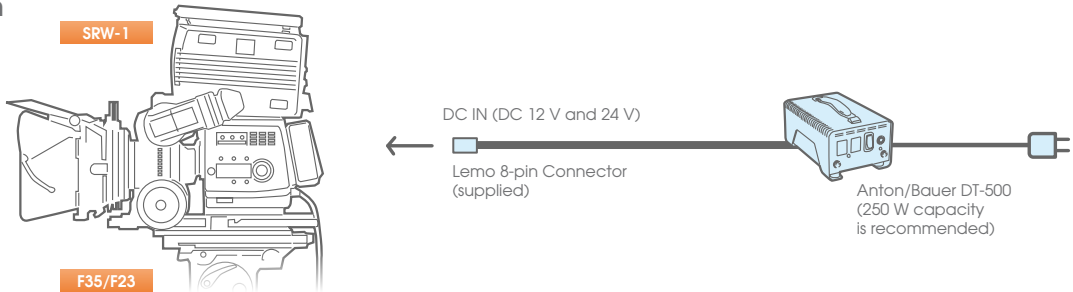 SRW-1
DC IN (DC 12 V and 24 V)
Lemo 8-pin Connector
(supplied)
Anton/Bauer DT-500
(250 W capacity
is recommended)
F35/F23